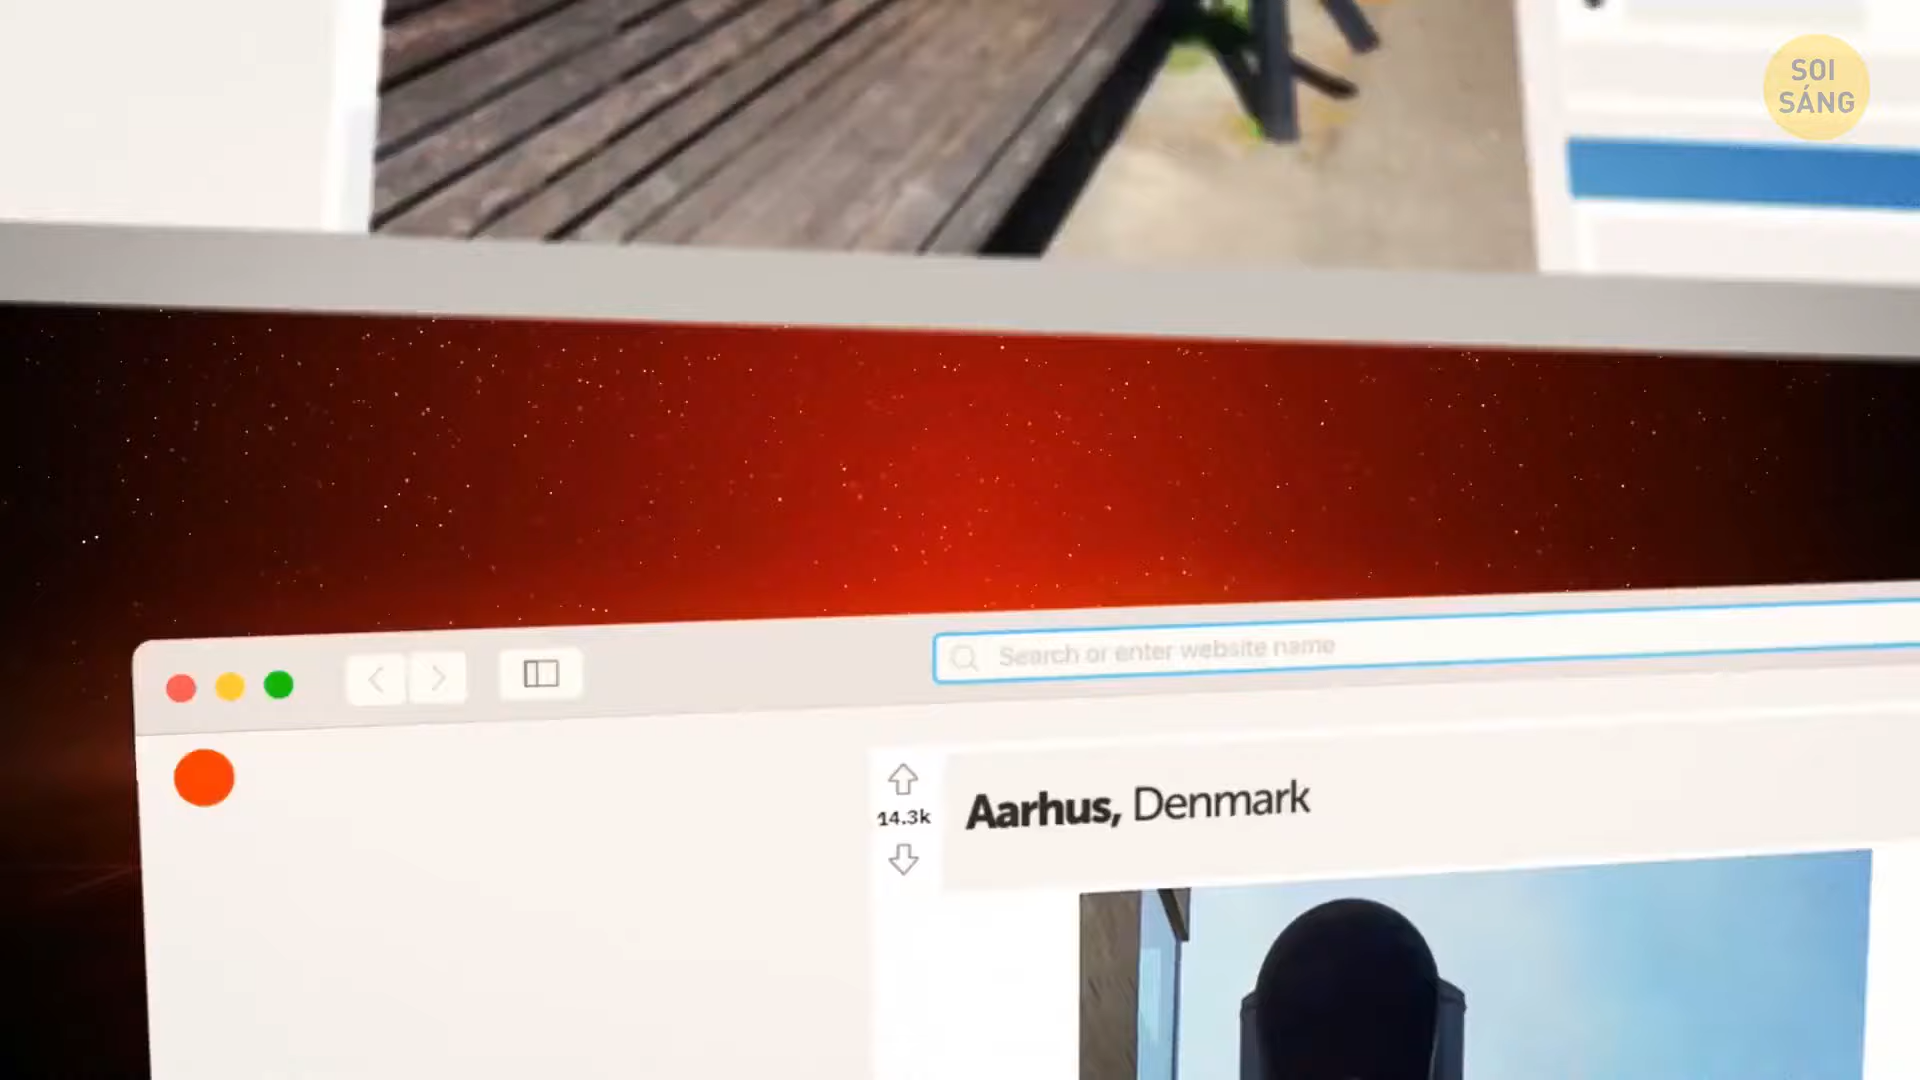 SOI
SÁNG
Search or enter website name
14.3k
Aarhus, Denmark